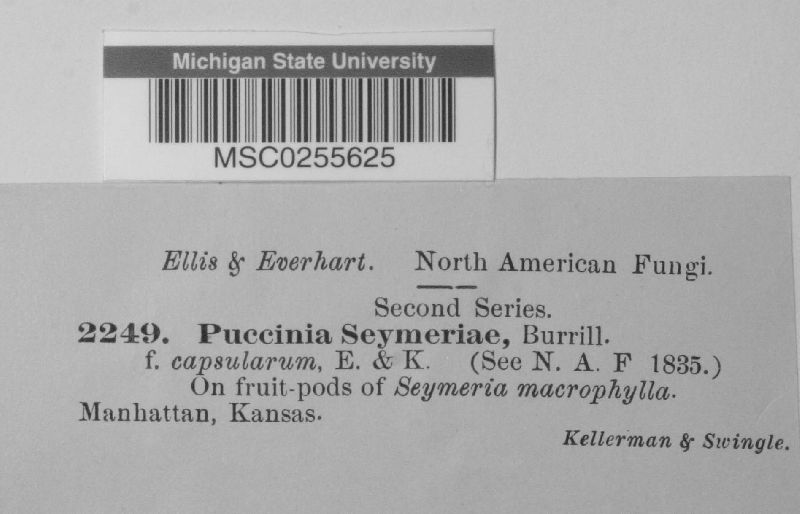 Michigan State University
MSC0255625
Ellis & Everhart. North American Fungi.
Second Series.
2249. Puccinia Seymeriae, Burrill.
f. capsularum, E. & K. (See N. A. F 1835.)
On fruit-pods of Seymeria macrophylla.
Manhattan, Kansas.
Kellerman & Swingle.